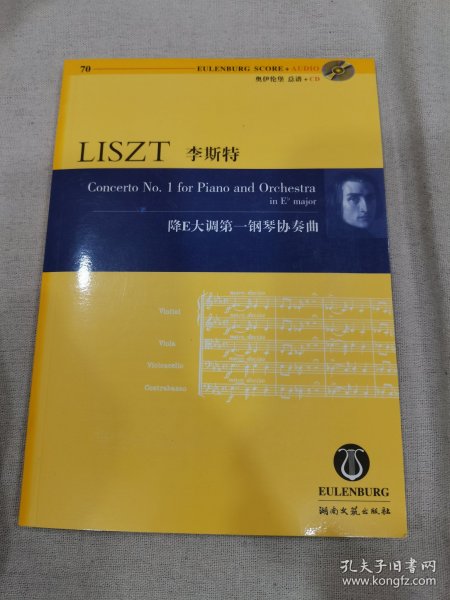 70
EULENBURG SCORE + AUDIO
奥伊伦堡 总谱 + CD
LISZT 李斯特
Concerto No. 1 for Piano and Orchestra
in E♭ major
降E大调第一钢琴协奏曲
Violini
Viola
Violoncello
Contrabasso
EULENBURG
湖南文艺出版社
孔夫子旧书网
www.kongfz.com